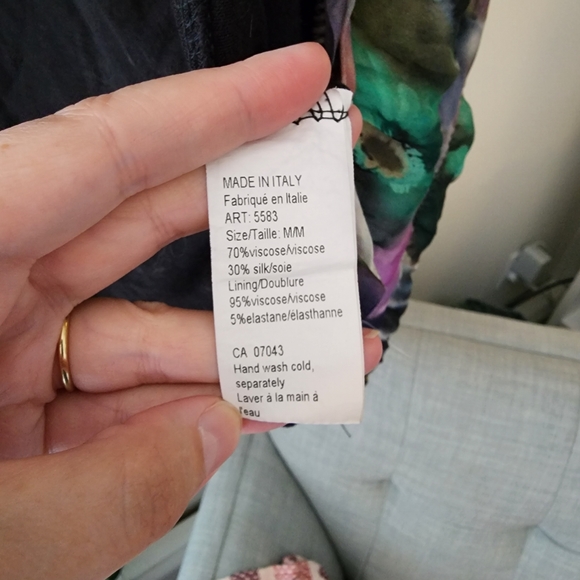 MADE IN ITALY
Fabriqué en Italie
ART: 5583
Size/Taille: M/M
70%viscose/viscose
30% silk/soie
Lining/Doublure
95%viscose/viscose
5%elastane/élasthanne
CA 07043
Hand wash cold,
separately
Laver à la main à
l'eau